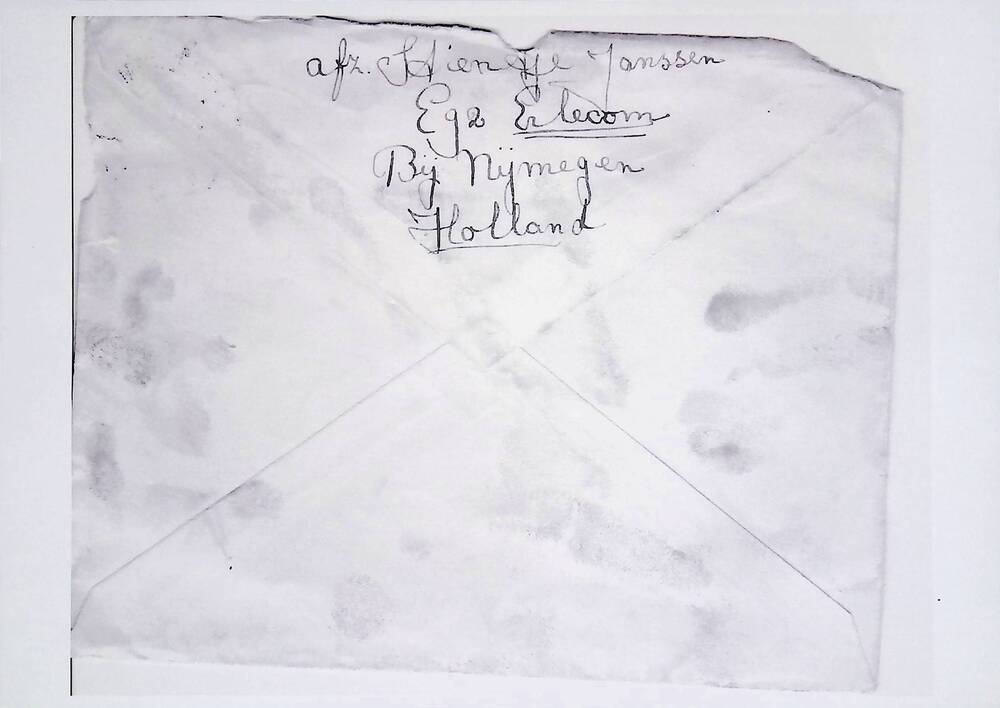 afz. Stientje Janssen
E92 Erlecom
Bij Nijmegen
Holland